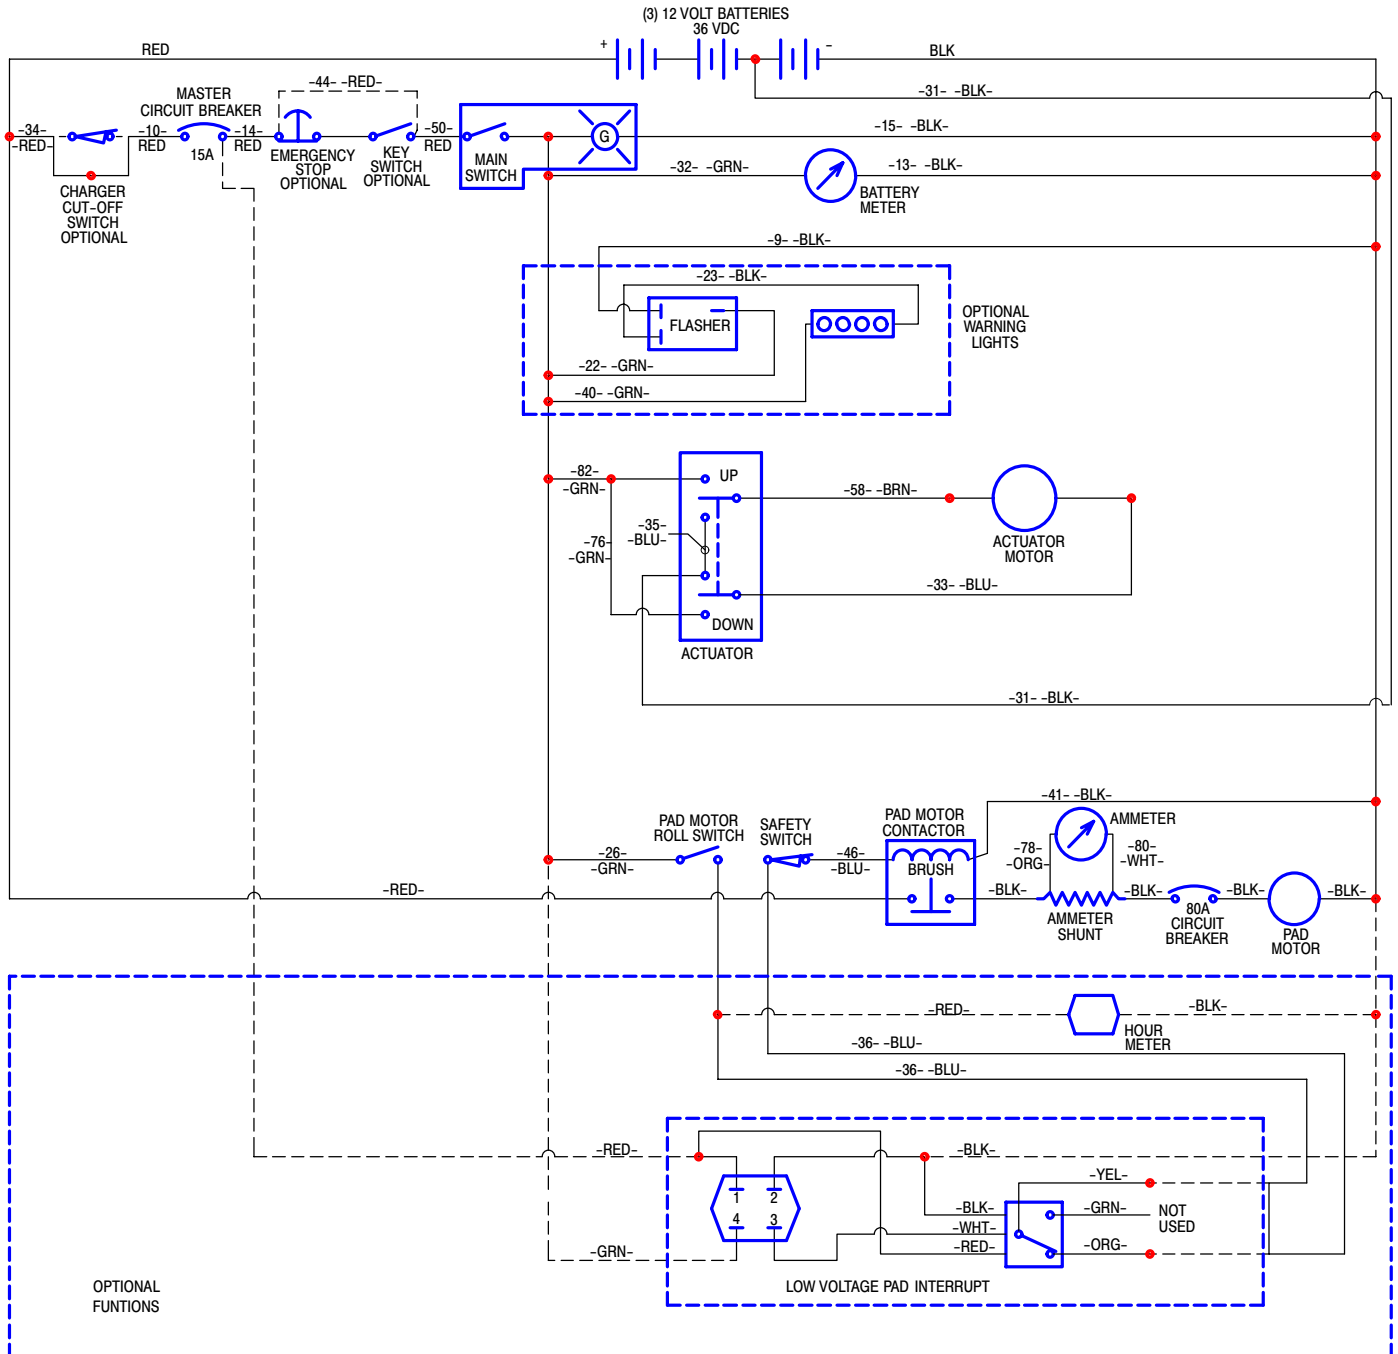 (3) 12 VOLT BATTERIES
36 VDC
+
-
RED
BLK
-31- -BLK-
-44- -RED-
MASTER
CIRCUIT BREAKER
-34-
-RED-
-10-
RED
-14-
RED
15A
EMERGENCY
STOP
OPTIONAL
KEY
SWITCH
OPTIONAL
-50-
RED
MAIN
SWITCH
G
-15- -BLK-
-32- -GRN-
-13- -BLK-
BATTERY
METER
CHARGER
CUT-OFF
SWITCH
OPTIONAL
-9- -BLK-
-23- -BLK-
FLASHER
OPTIONAL
WARNING
LIGHTS
-22- -GRN-
-40- -GRN-
-82-
-GRN-
UP
-58- -BRN-
-35-
-BLU-
-76-
-GRN-
ACTUATOR
MOTOR
-33- -BLU-
DOWN
ACTUATOR
-31- -BLK-
-41- -BLK-
PAD MOTOR
ROLL SWITCH
SAFETY
SWITCH
PAD MOTOR
CONTACTOR
AMMETER
-26-
-GRN-
-46-
-BLU-
BRUSH
-78-
-ORG-
-80-
-WHT-
-RED-
-BLK-
-BLK-
-BLK-
-BLK-
AMMETER
SHUNT
80A
CIRCUIT
BREAKER
PAD
MOTOR
-RED-
-BLK-
HOUR
METER
-36- -BLU-
-36- -BLU-
-RED-
-BLK-
-YEL-
1
2
4
3
-BLK-
-GRN-
NOT
USED
-WHT-
-RED-
-ORG-
-GRN-
LOW VOLTAGE PAD INTERRUPT
OPTIONAL
FUNTIONS